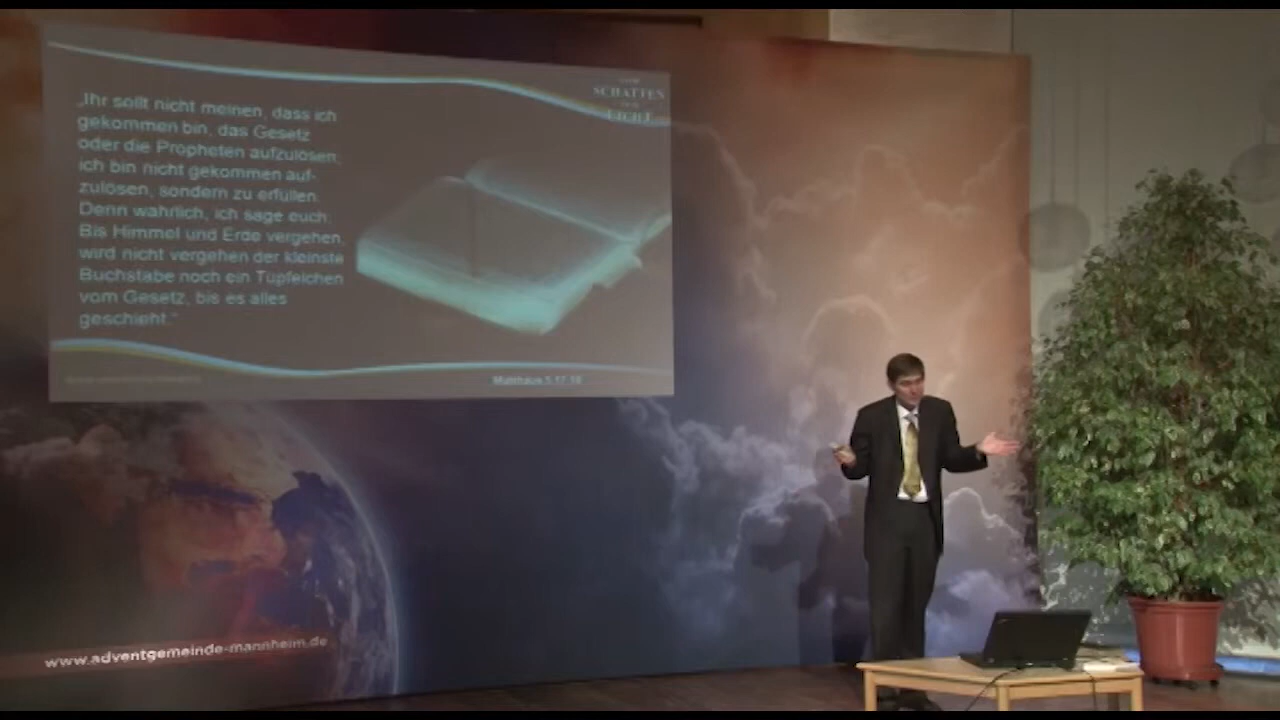 „Ihr sollt nicht meinen, dass ich
gekommen bin, das Gesetz
oder die Propheten aufzulösen,
ich bin nicht gekommen auf-
zulösen, sondern zu erfüllen.
Denn wahrlich, ich sage euch:
Bis Himmel und Erde vergehen,
wird nicht vergehen der kleinste
Buchstabe noch ein Tüpfelchen
vom Gesetz, bis es alles
geschieht.“
SCHATTEN
LICHT
Matthäus 5,17.18
www.adventgemeinde-mannheim.de